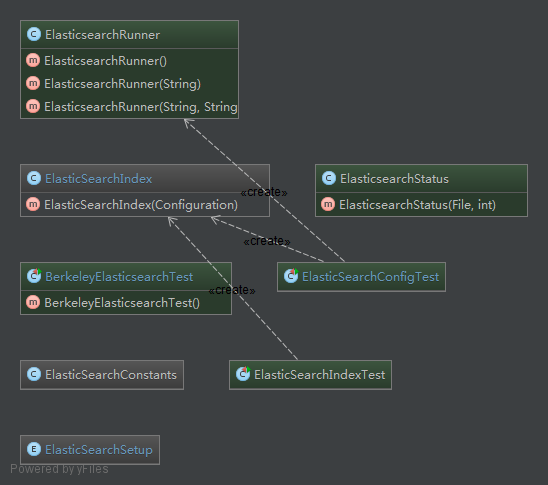 ElasticsearchRunner
ElasticsearchRunner()
ElasticsearchRunner(String)
ElasticsearchRunner(String, String
ElasticSearchIndex
ElasticSearchIndex(Configuration)
ElasticsearchStatus
ElasticsearchStatus(File, int)
«create»
«create»
BerkeleyElasticsearchTest
BerkeleyElasticsearchTest()
ElasticSearchConfigTest
«create»
ElasticSearchConstants
ElasticSearchIndexTest
ElasticSearchSetup
Powered by yFiles